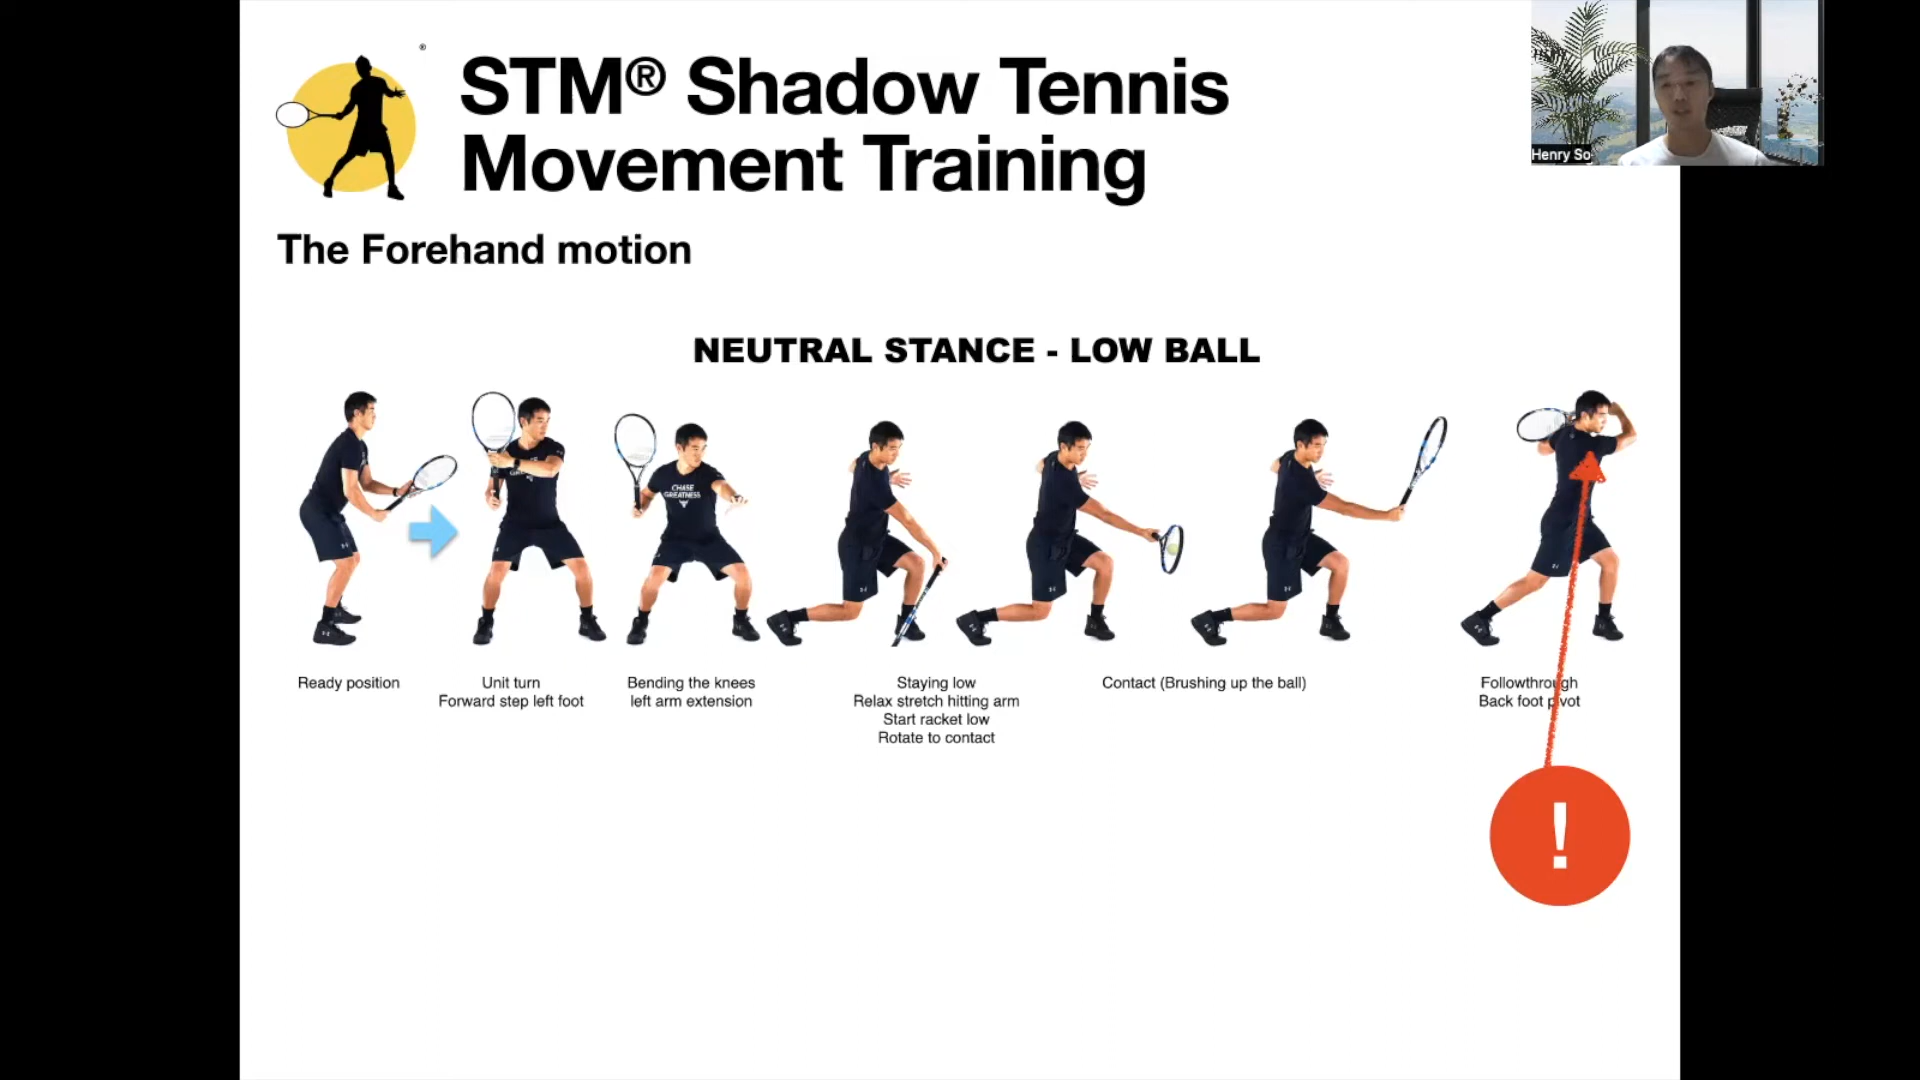 ®
STM® Shadow Tennis
Movement Training
Henry So
The Forehand motion
NEUTRAL STANCE - LOW BALL
CHASE
GREATNESS
Ready position
Unit turn
Forward step left foot
Bending the knees
left arm extension
Staying low
Relax stretch hitting arm
Start racket low
Rotate to contact
Contact (Brushing up the ball)
Followthrough
Back foot pivot
!